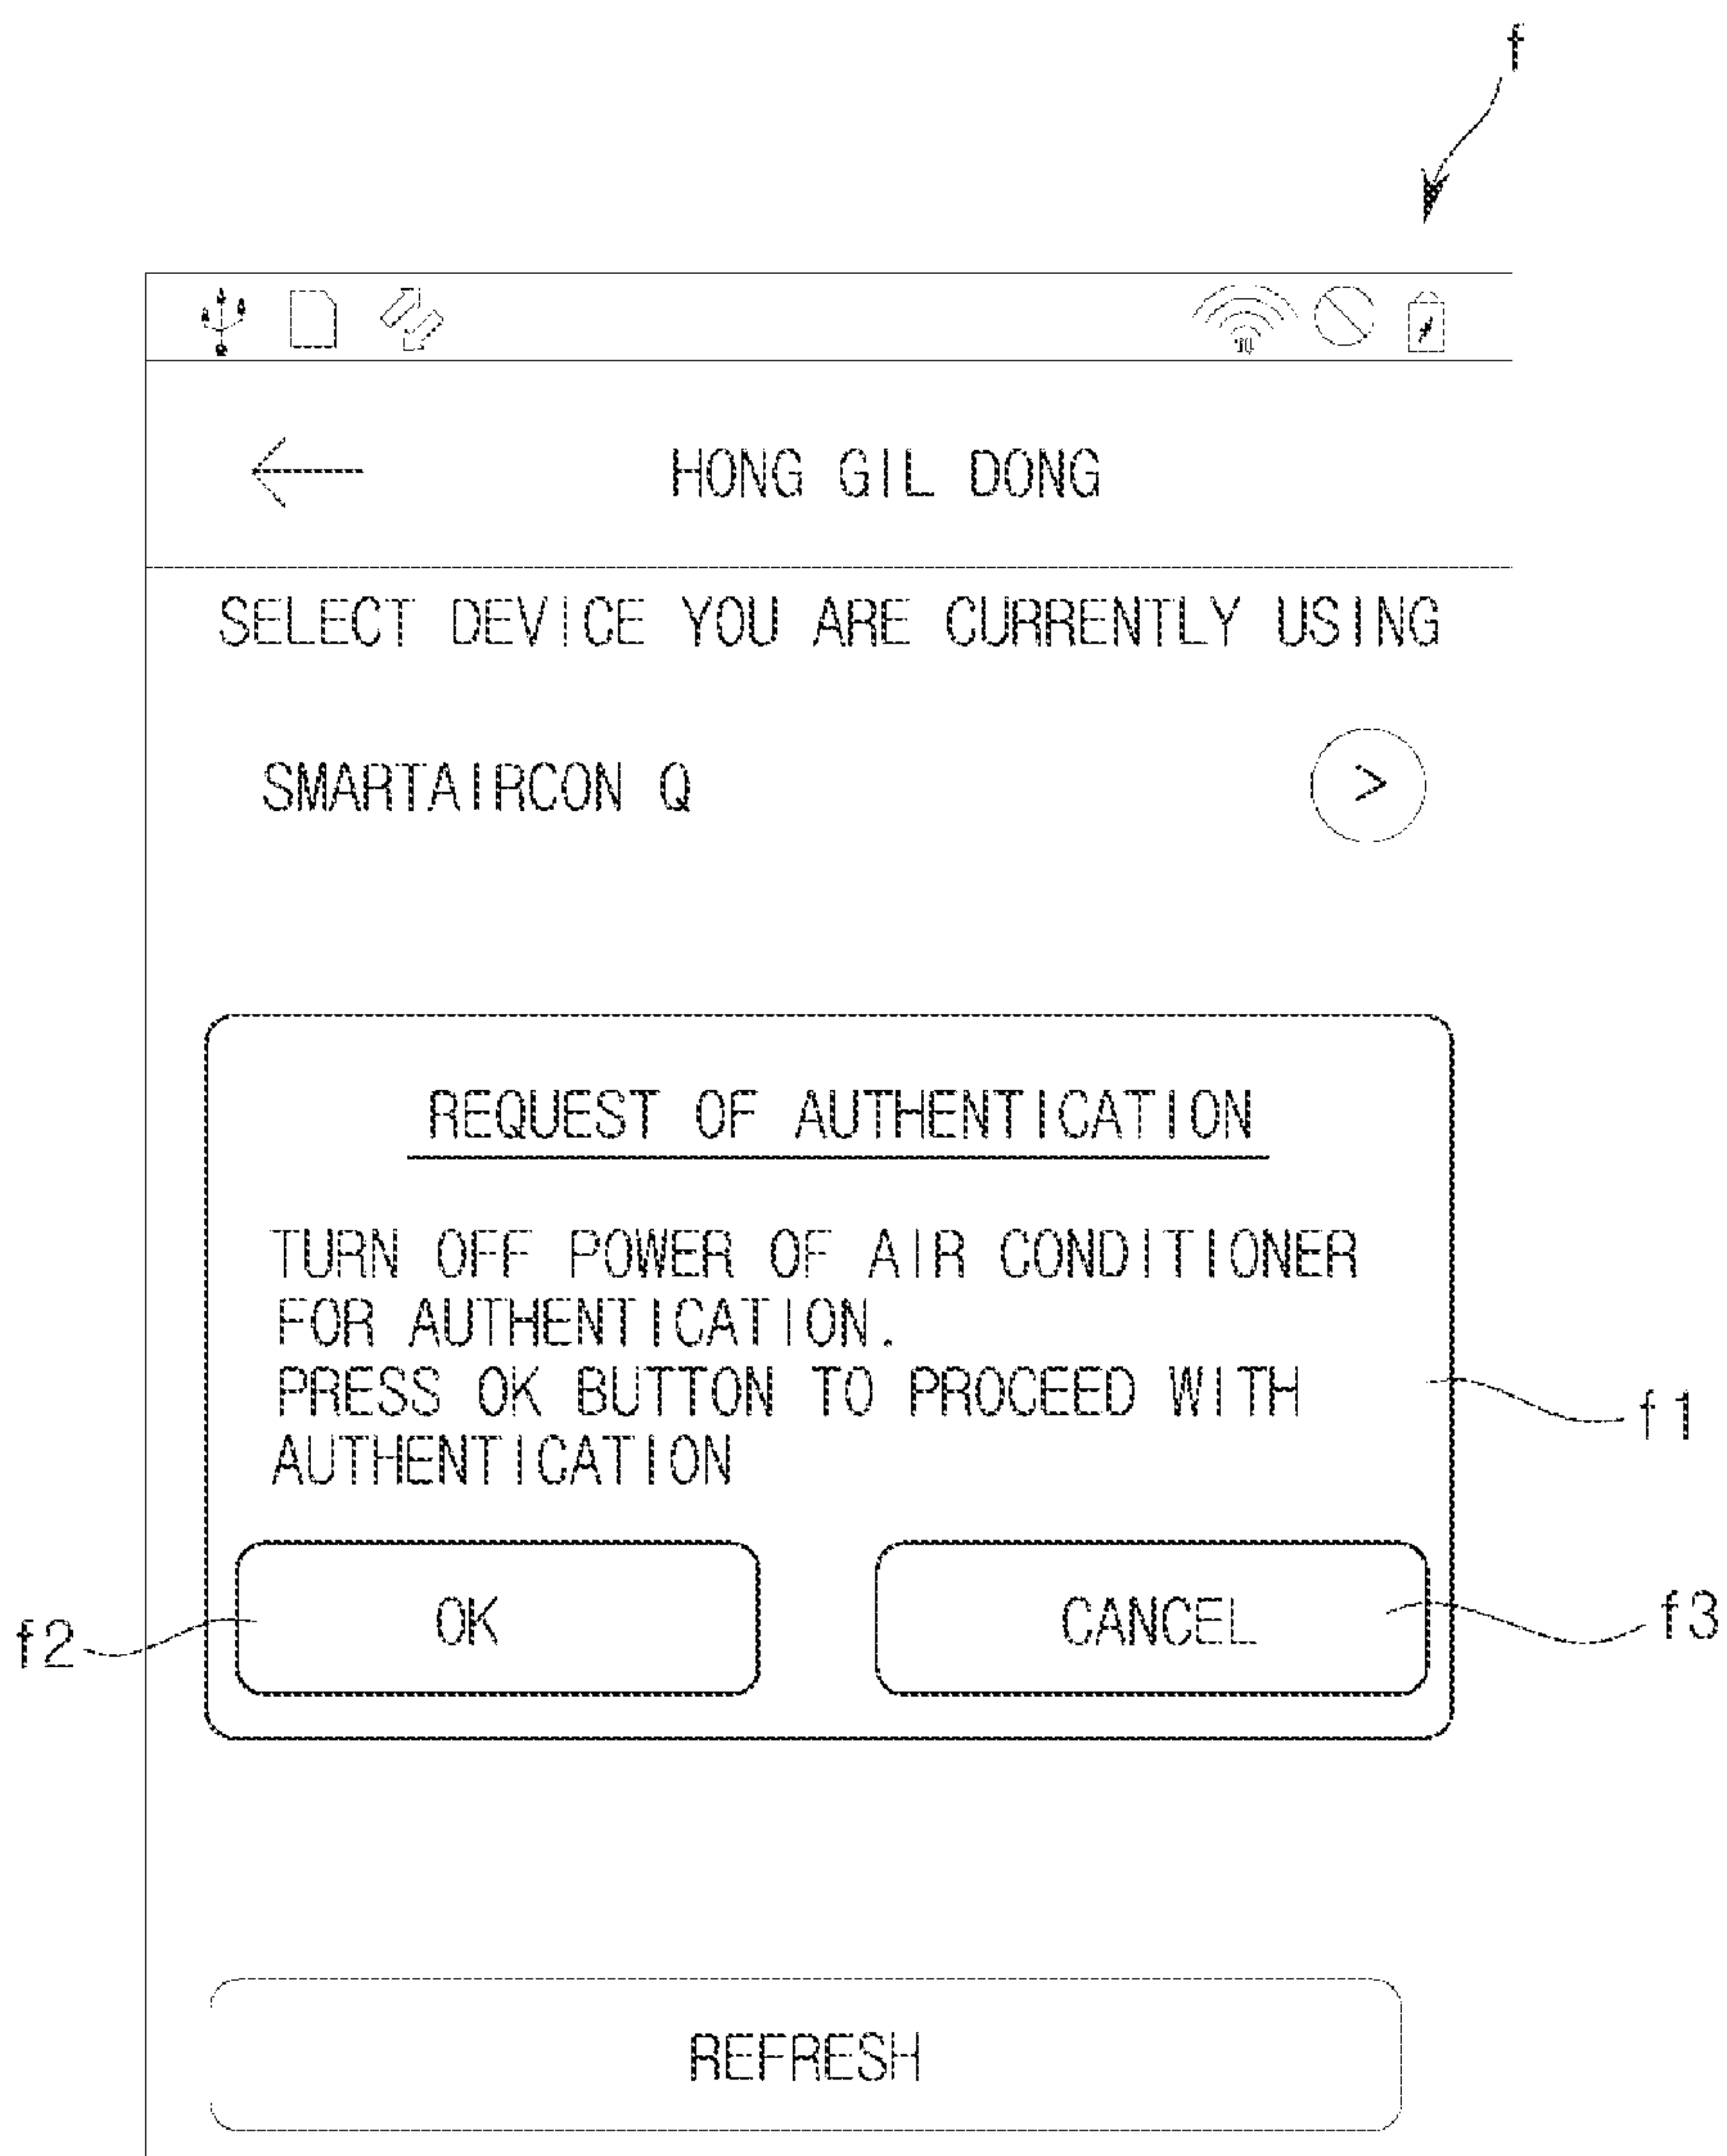 f
HONG GIL DONG
SELECT DEVICE YOU ARE CURRENTLY USING
SMARTAIRCON Q
>
REQUEST OF AUTHENTICATION
TURN OFF POWER OF AIR CONDITIONER
FOR AUTHENTICATION.
PRESS OK BUTTON TO PROCEED WITH
AUTHENTICATION
f1
f2
OK
CANCEL
f3
REFRESH